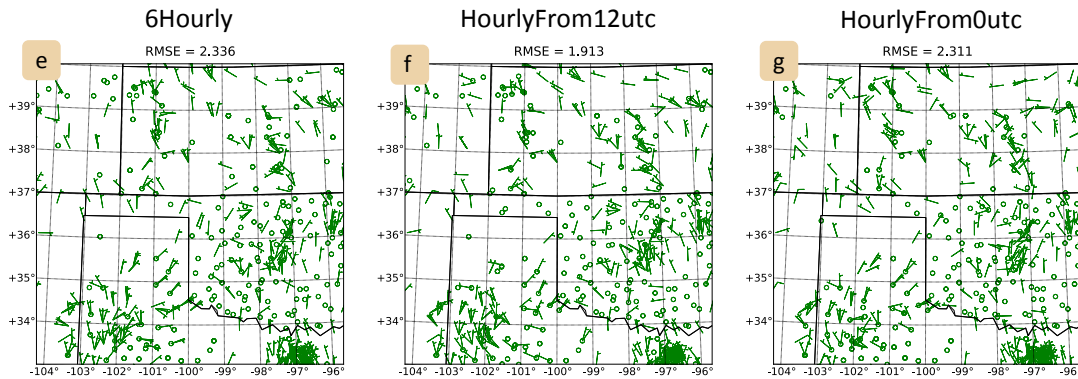 6Hourly HourlyFrom12utc HourlyFrom0utc
e RMSE = 2.336 f RMSE = 1.913 g RMSE = 2.311
+39° +39° +39°
+38° +38° +38°
+37° +37° +37°
+36° +36° +36°
+35° +35° +35°
+34° +34° +34°
-104° -103 -102 -101 -100 -99 -98 -97 -96 -104° -103 -102 -101 -100 -99 -98 -97 -96 -104° -103 -102 -101 -100 -99 -98 -97 -96